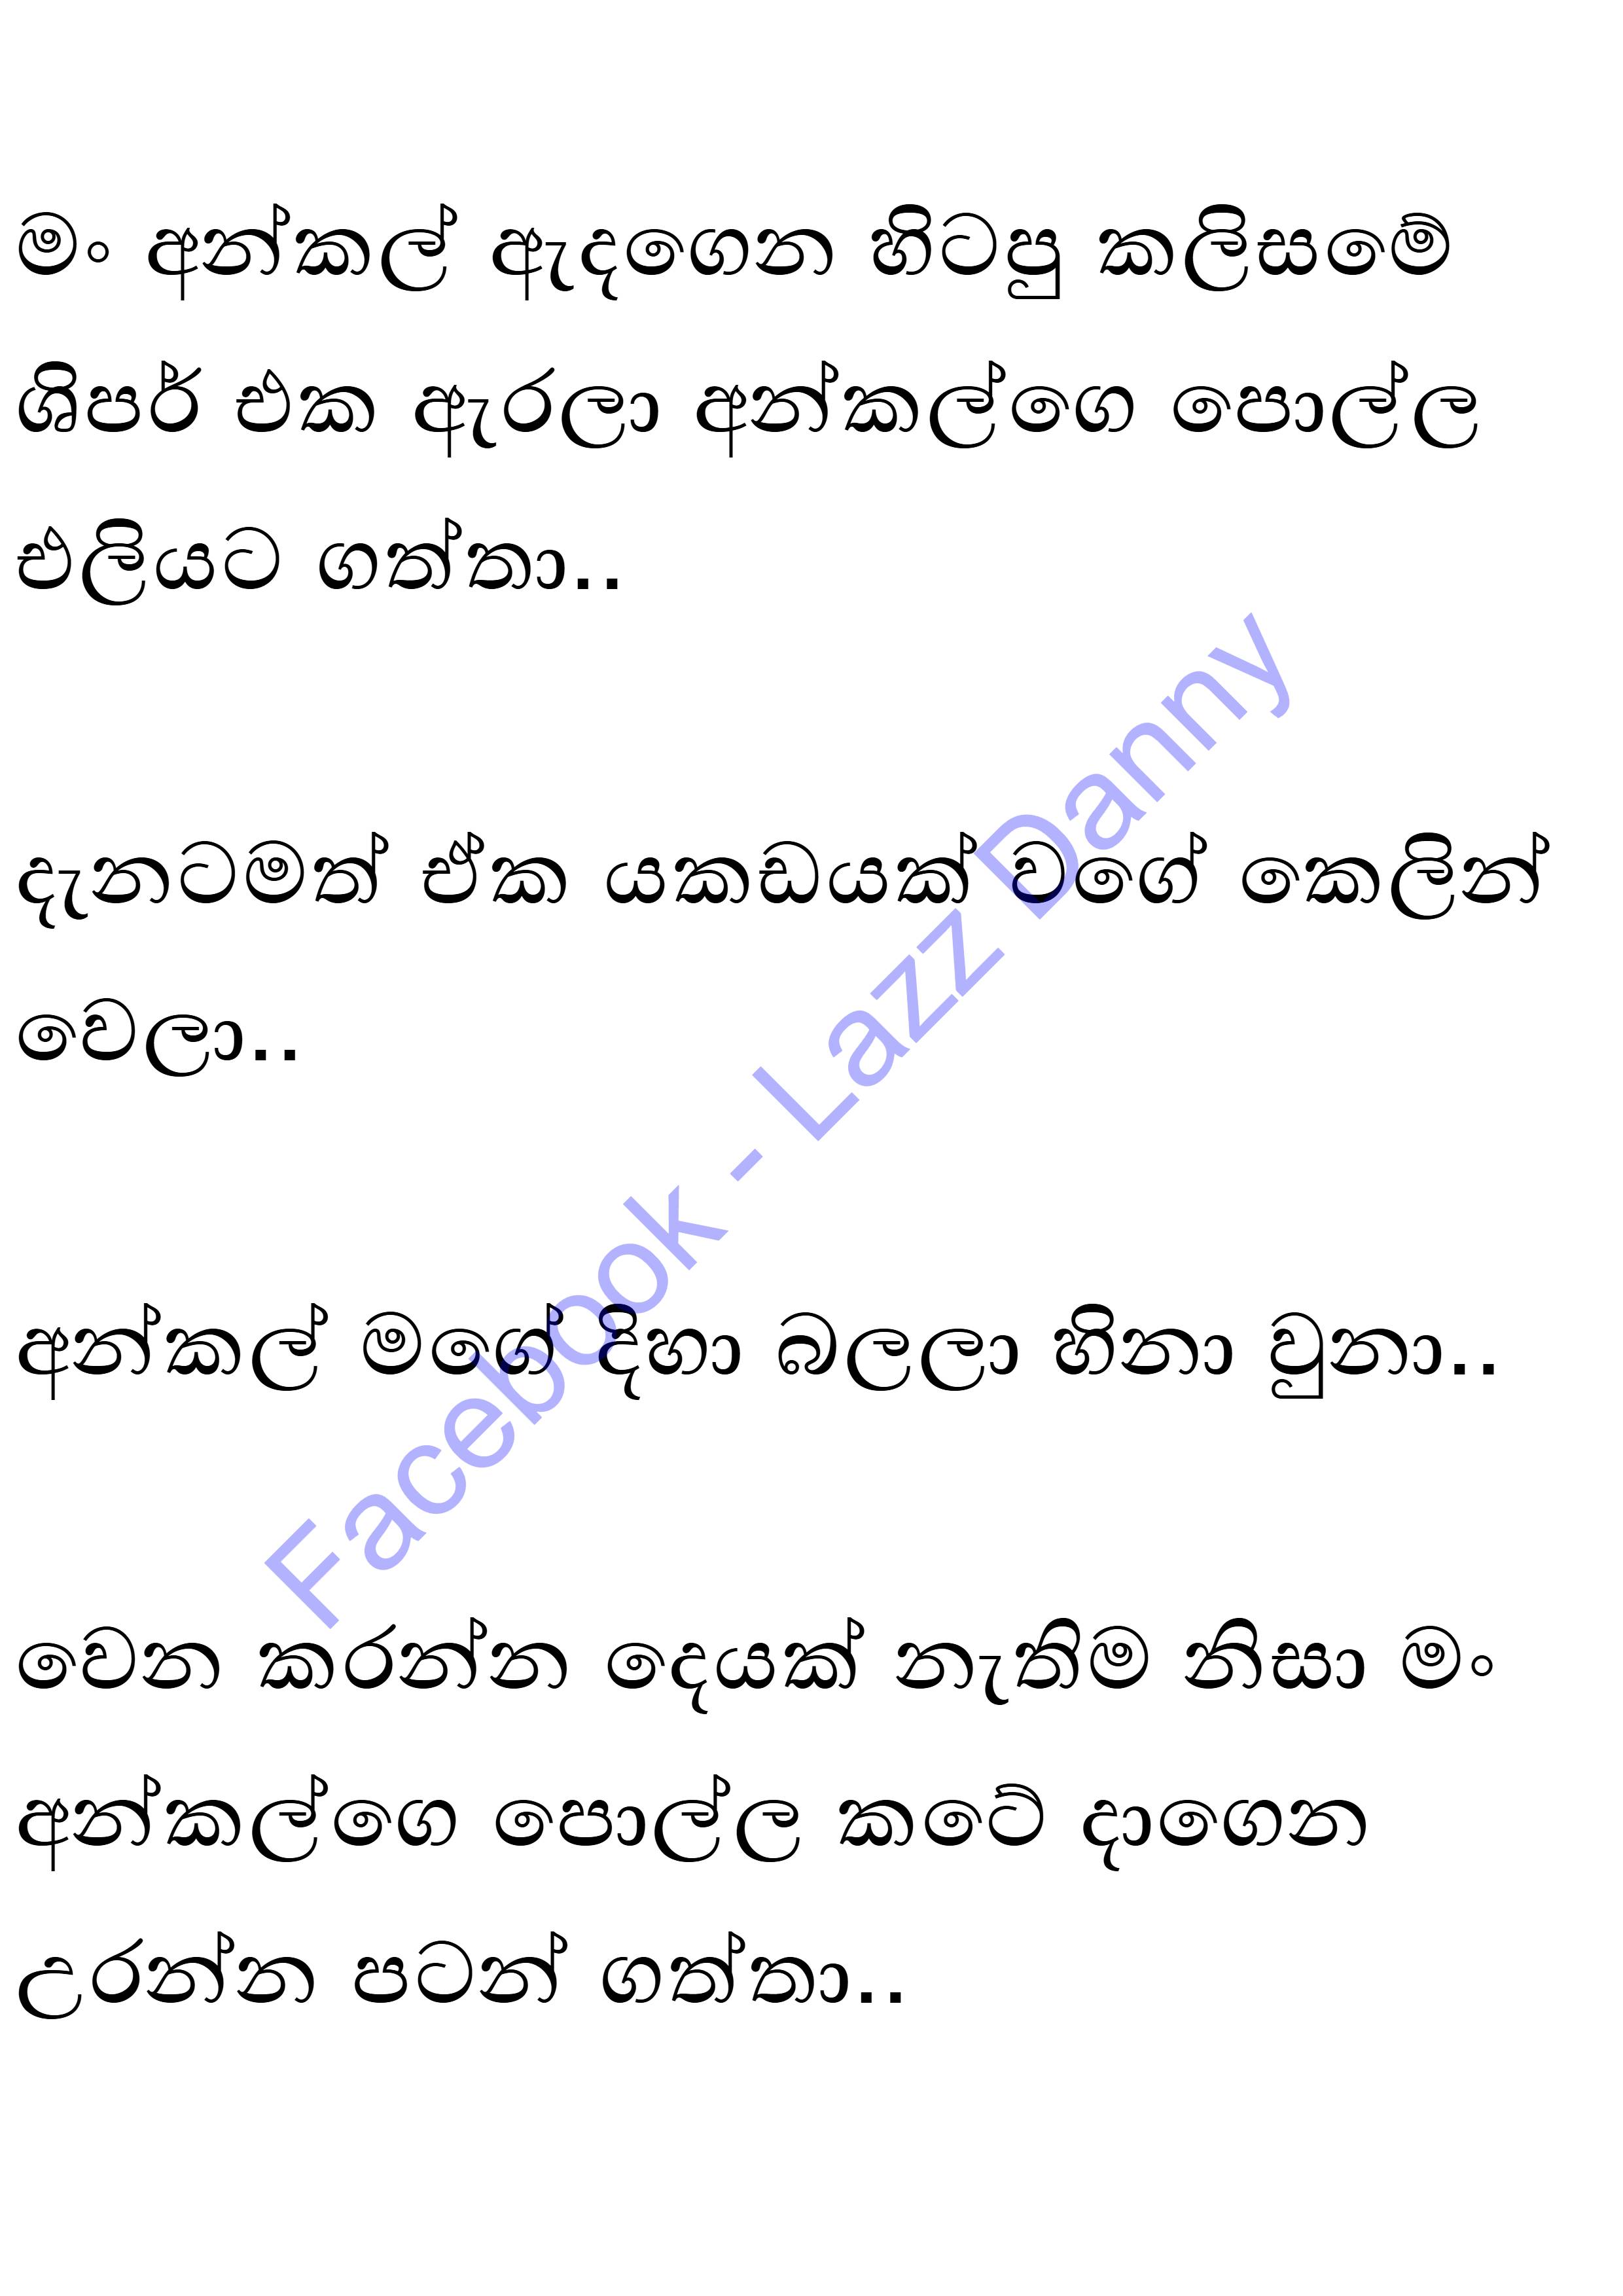 මං අන්කල් ඇදගෙන හිටපු කලිසමේ
ශිපර් එක ඇරලා අන්කල්ගෙ පොල්ල
එලියට ගත්තා..
දැනටමත් ඒක යකඩයක් වගේ කෙලින්
වෙලා..
අන්කල් මගේ දිහා බලලා හිනා වුනා..
වෙන කරන්න දෙයක් නැතිම නිසා මං
අන්කල්ගෙ පොල්ල කටේ දාගෙන
උරන්න පටන් ගත්තා..
Facebook - Lazz Danny